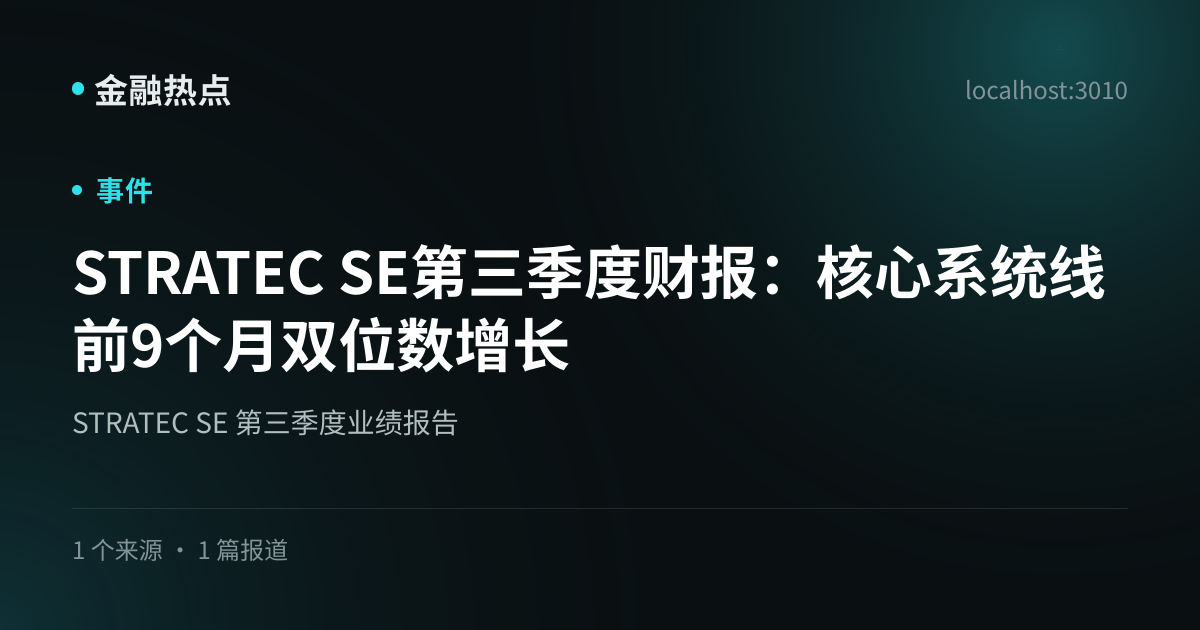 金融热点
localhost:3010
事件
STRATEC SE第三季度财报：核心系统线
前9个月双位数增长
STRATEC SE 第三季度业绩报告
1 个来源 · 1 篇报道